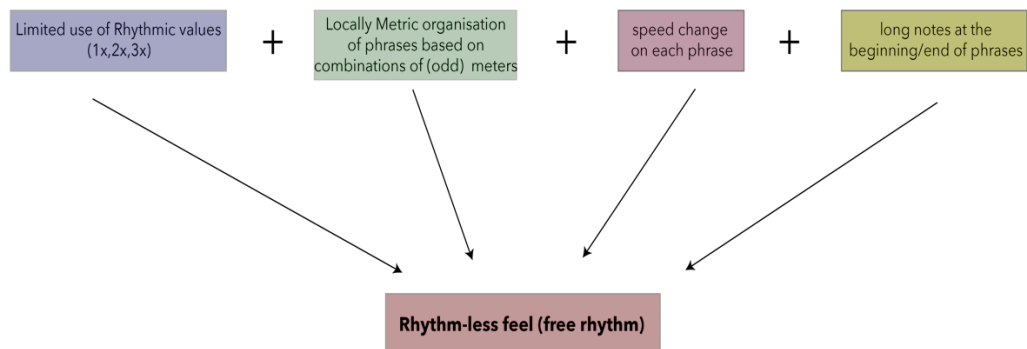 Limited use of Rhythmic values
(1x,2x,3x)
+
Locally Metric organisation
of phrases based on
combinations of (odd) meters
+
speed change
on each phrase
+
long notes at the
beginning/end of phrases
Rhythm-less feel (free rhythm)